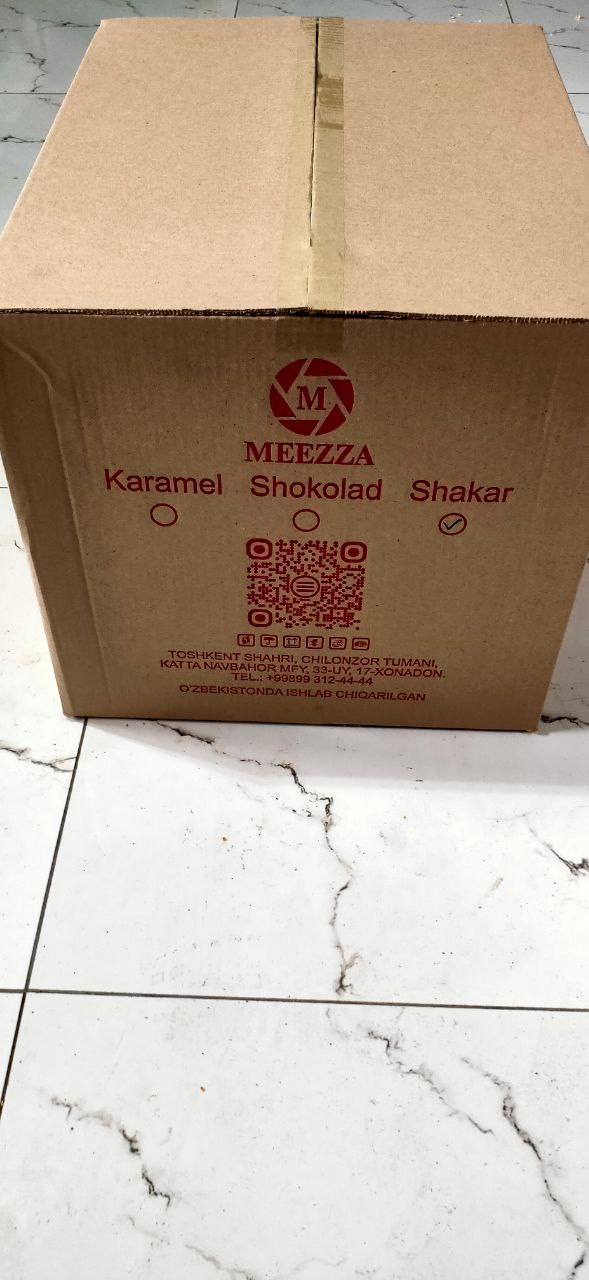 M
MEEZZA
Karamel Shokolad Shakar
TOSHKENT SHAHRI, CHILONZOR TUMANI,
KATTA NAVBAHOR MFY, 33-UY, 17-XONADON.
TEL.: +99899 312-44-44
O'ZBEKISTONDA ISHLAB CHIQARILGAN